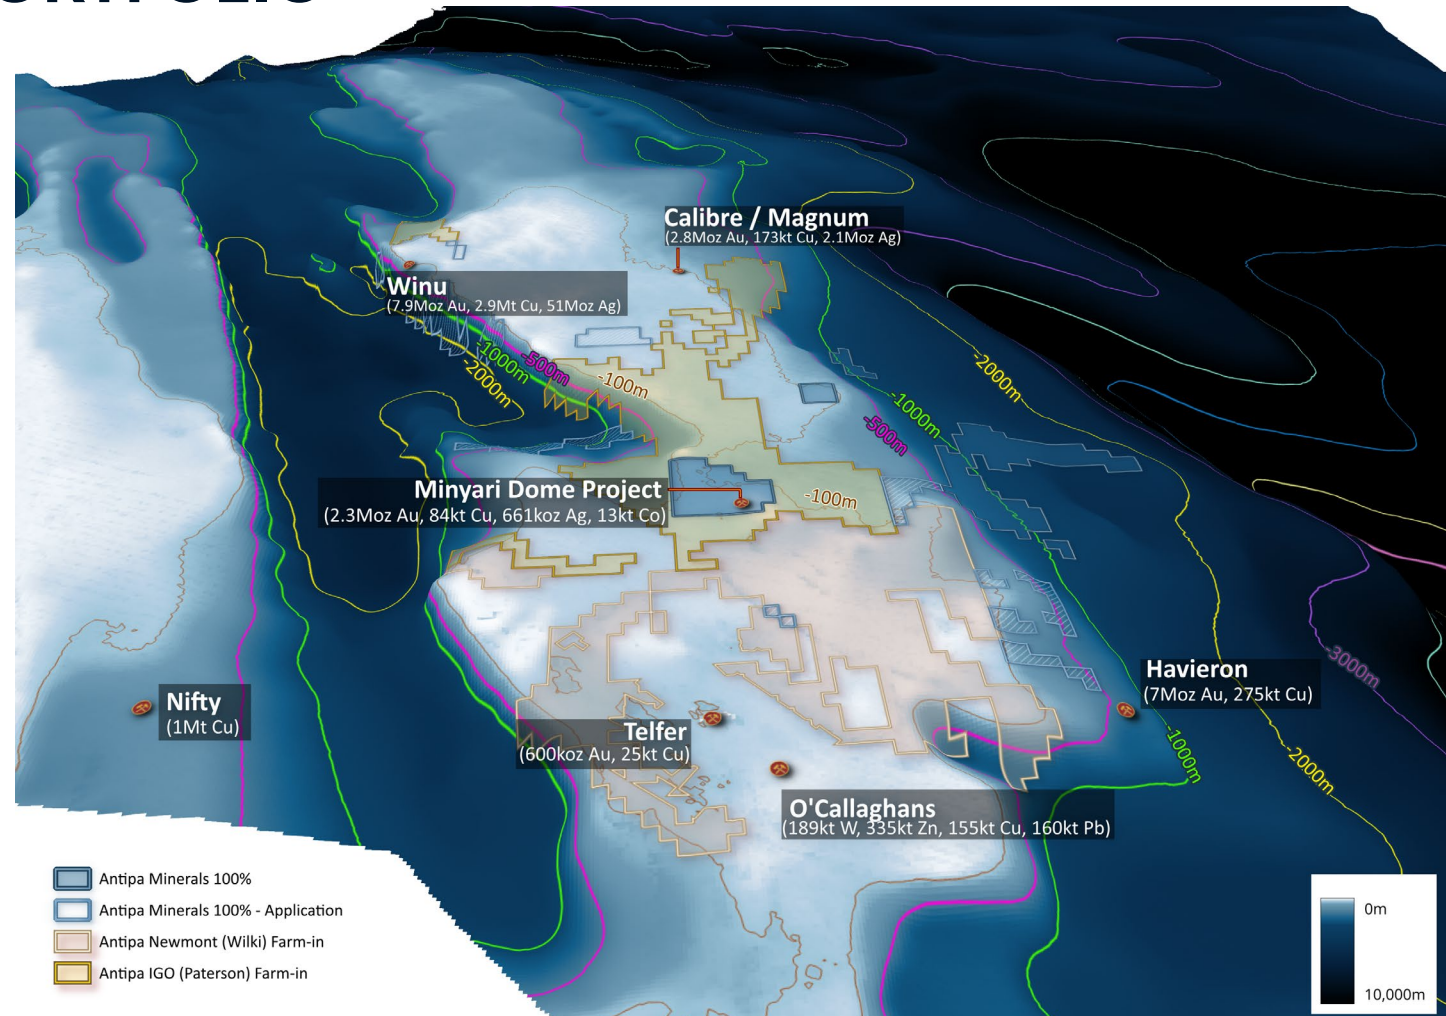 Calibre / Magnum
(2.8Moz Au, 173kt Cu, 2.1Moz Ag)
Winu
(7.9Moz Au, 2.9Mt Cu, 51Moz Ag)
-1000m
-500m
-2000m
-100m
-2000m
-1000m
-500m
Minyari Dome Project
(2.3Moz Au, 84kt Cu, 661koz Ag, 13kt Co)
-100m
Havieron
(7Moz Au, 275kt Cu)
-3000m
Nifty
(1Mt Cu)
Telfer
(600koz Au, 25kt Cu)
-1000m
-2000m
O'Callaghans
(189kt W, 335kt Zn, 155kt Cu, 160kt Pb)
Antipa Minerals 100%
Antipa Minerals 100% - Application
Antipa Newmont (Wilki) Farm-in
Antipa IGO (Paterson) Farm-in
0m
10,000m